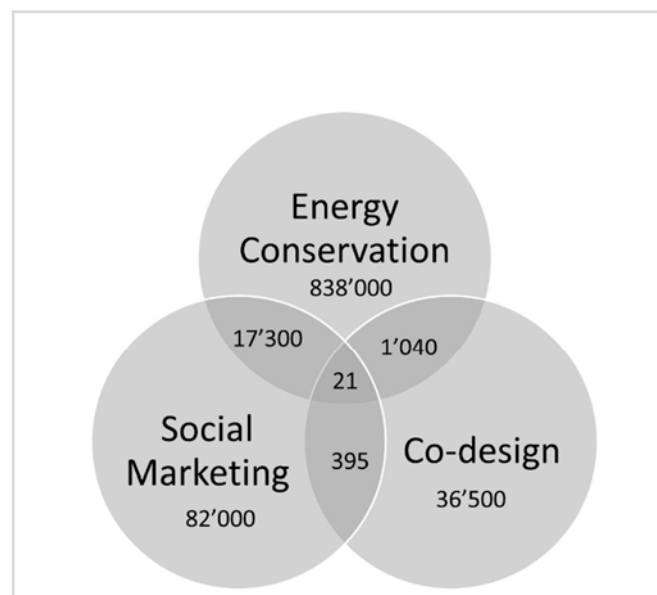 Energy
Conservation
838’000
17’300
1’040
21
Social
Marketing
82’000
395
Co-design
36’500